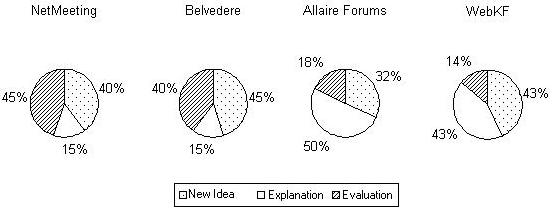 NetMeeting
Belvedere
Allaire Forums
WebKF
45%
40%
15%
40%
45%
15%
18%
32%
50%
14%
43%
43%
New Idea
Explanation
Evaluation